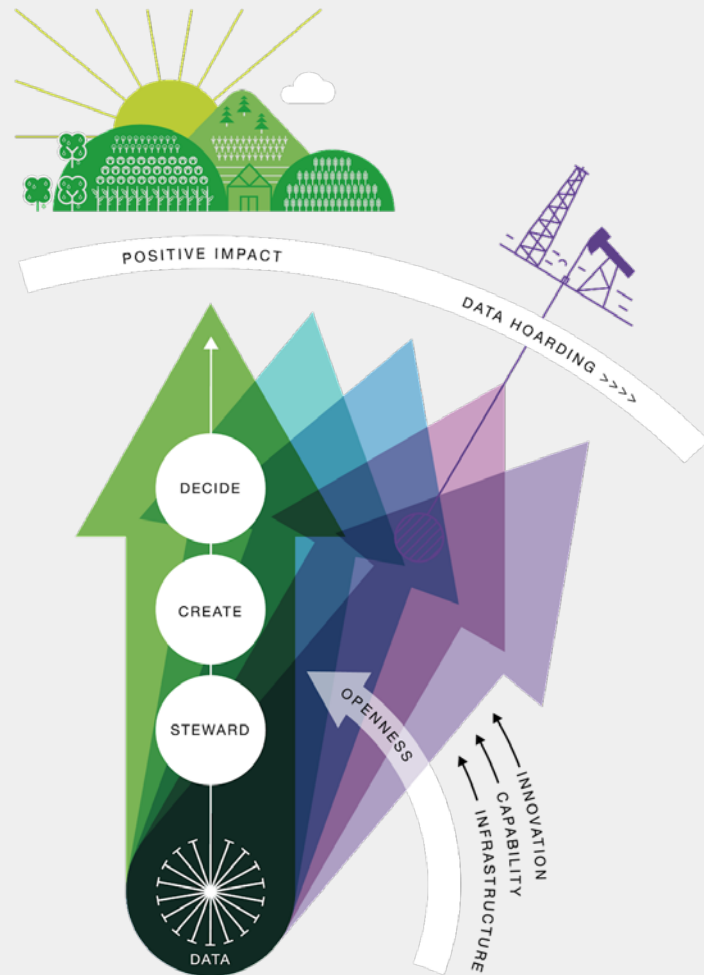 POSITIVE IMPACT
DATA HOARDING >>>>
DECIDE
CREATE
STEWARD
OPENNESS
INNOVATION
CAPABILITY
INFRASTRUCTURE
DATA